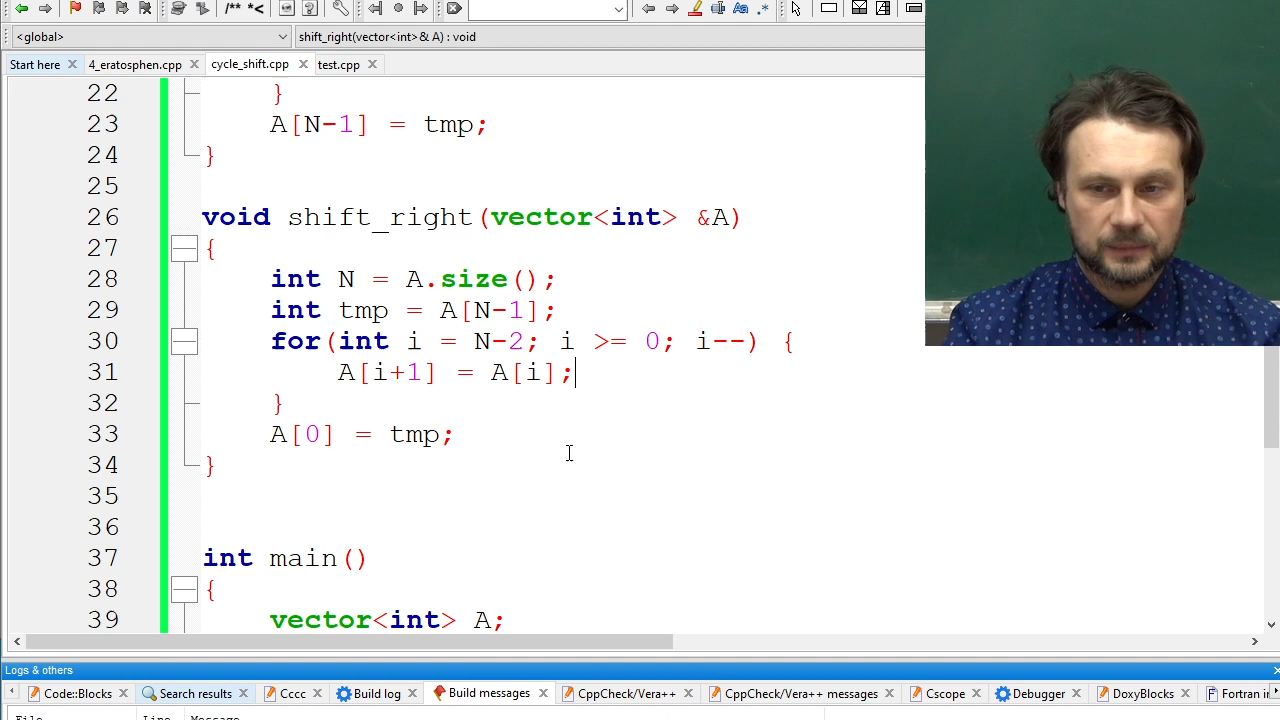 /** *<
<global> shift_right(vector<int>& A) : void
Start here 4_eratosphen.cpp cycle_shift.cpp test.cpp
22 }
23 A[N-1] = tmp;
24 }
25
26 void shift_right(vector<int> &A)
27 {
28 int N = A.size();
29 int tmp = A[N-1];
30 for(int i = N-2; i >= 0; i--) {
31 A[i+1] = A[i];
32 }
33 A[0] = tmp;
34 }
35
36
37 int main()
38 {
39 vector<int> A;
Logs & others
Code::Blocks Search results Cccc Build log Build messages CppCheck/Vera++ CppCheck/Vera++ messages Cscope Debugger DoxyBlocks Fortran in
File Line Message